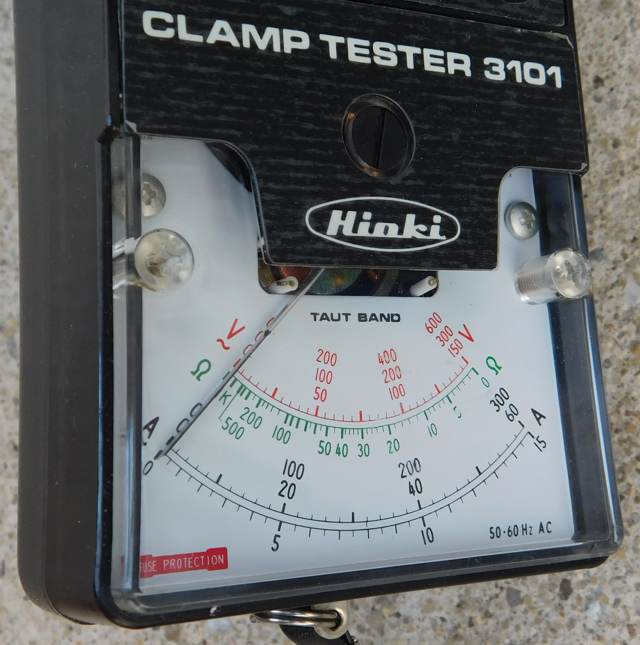 CLAMP TESTER 3101
Hioki
TAUT BAND
~V
200 400 600
100 200 300
50 100 150
V
Ω
K
500 200 100 50 40 30 20 10 5 0
Ω
A
0
100 200 300
20 40 60
A
5 10 15
50·60 Hz AC
FUSE PROTECTION